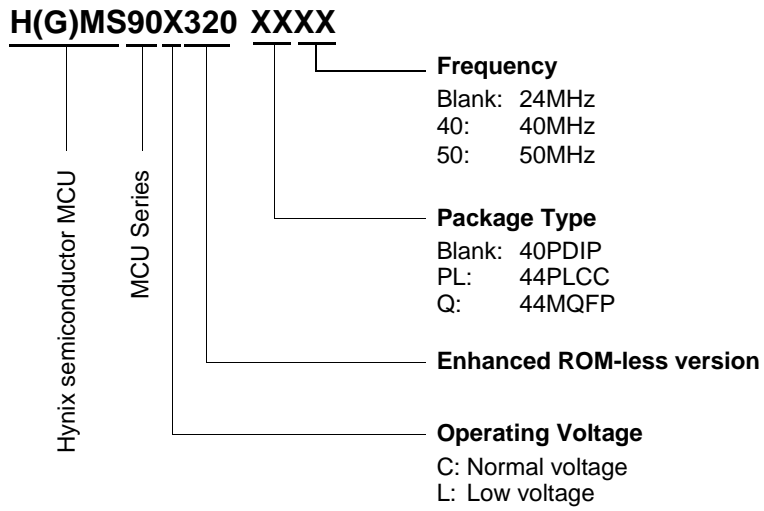 H(G)MS90X320 XXXX
Frequency
Blank: 24MHz
40: 40MHz
50: 50MHz
Hynix semiconductor MCU
MCU Series
Package Type
Blank: 40PDIP
PL: 44PLCC
Q: 44MQFP
Enhanced ROM-less version
Operating Voltage
C: Normal voltage
L: Low voltage